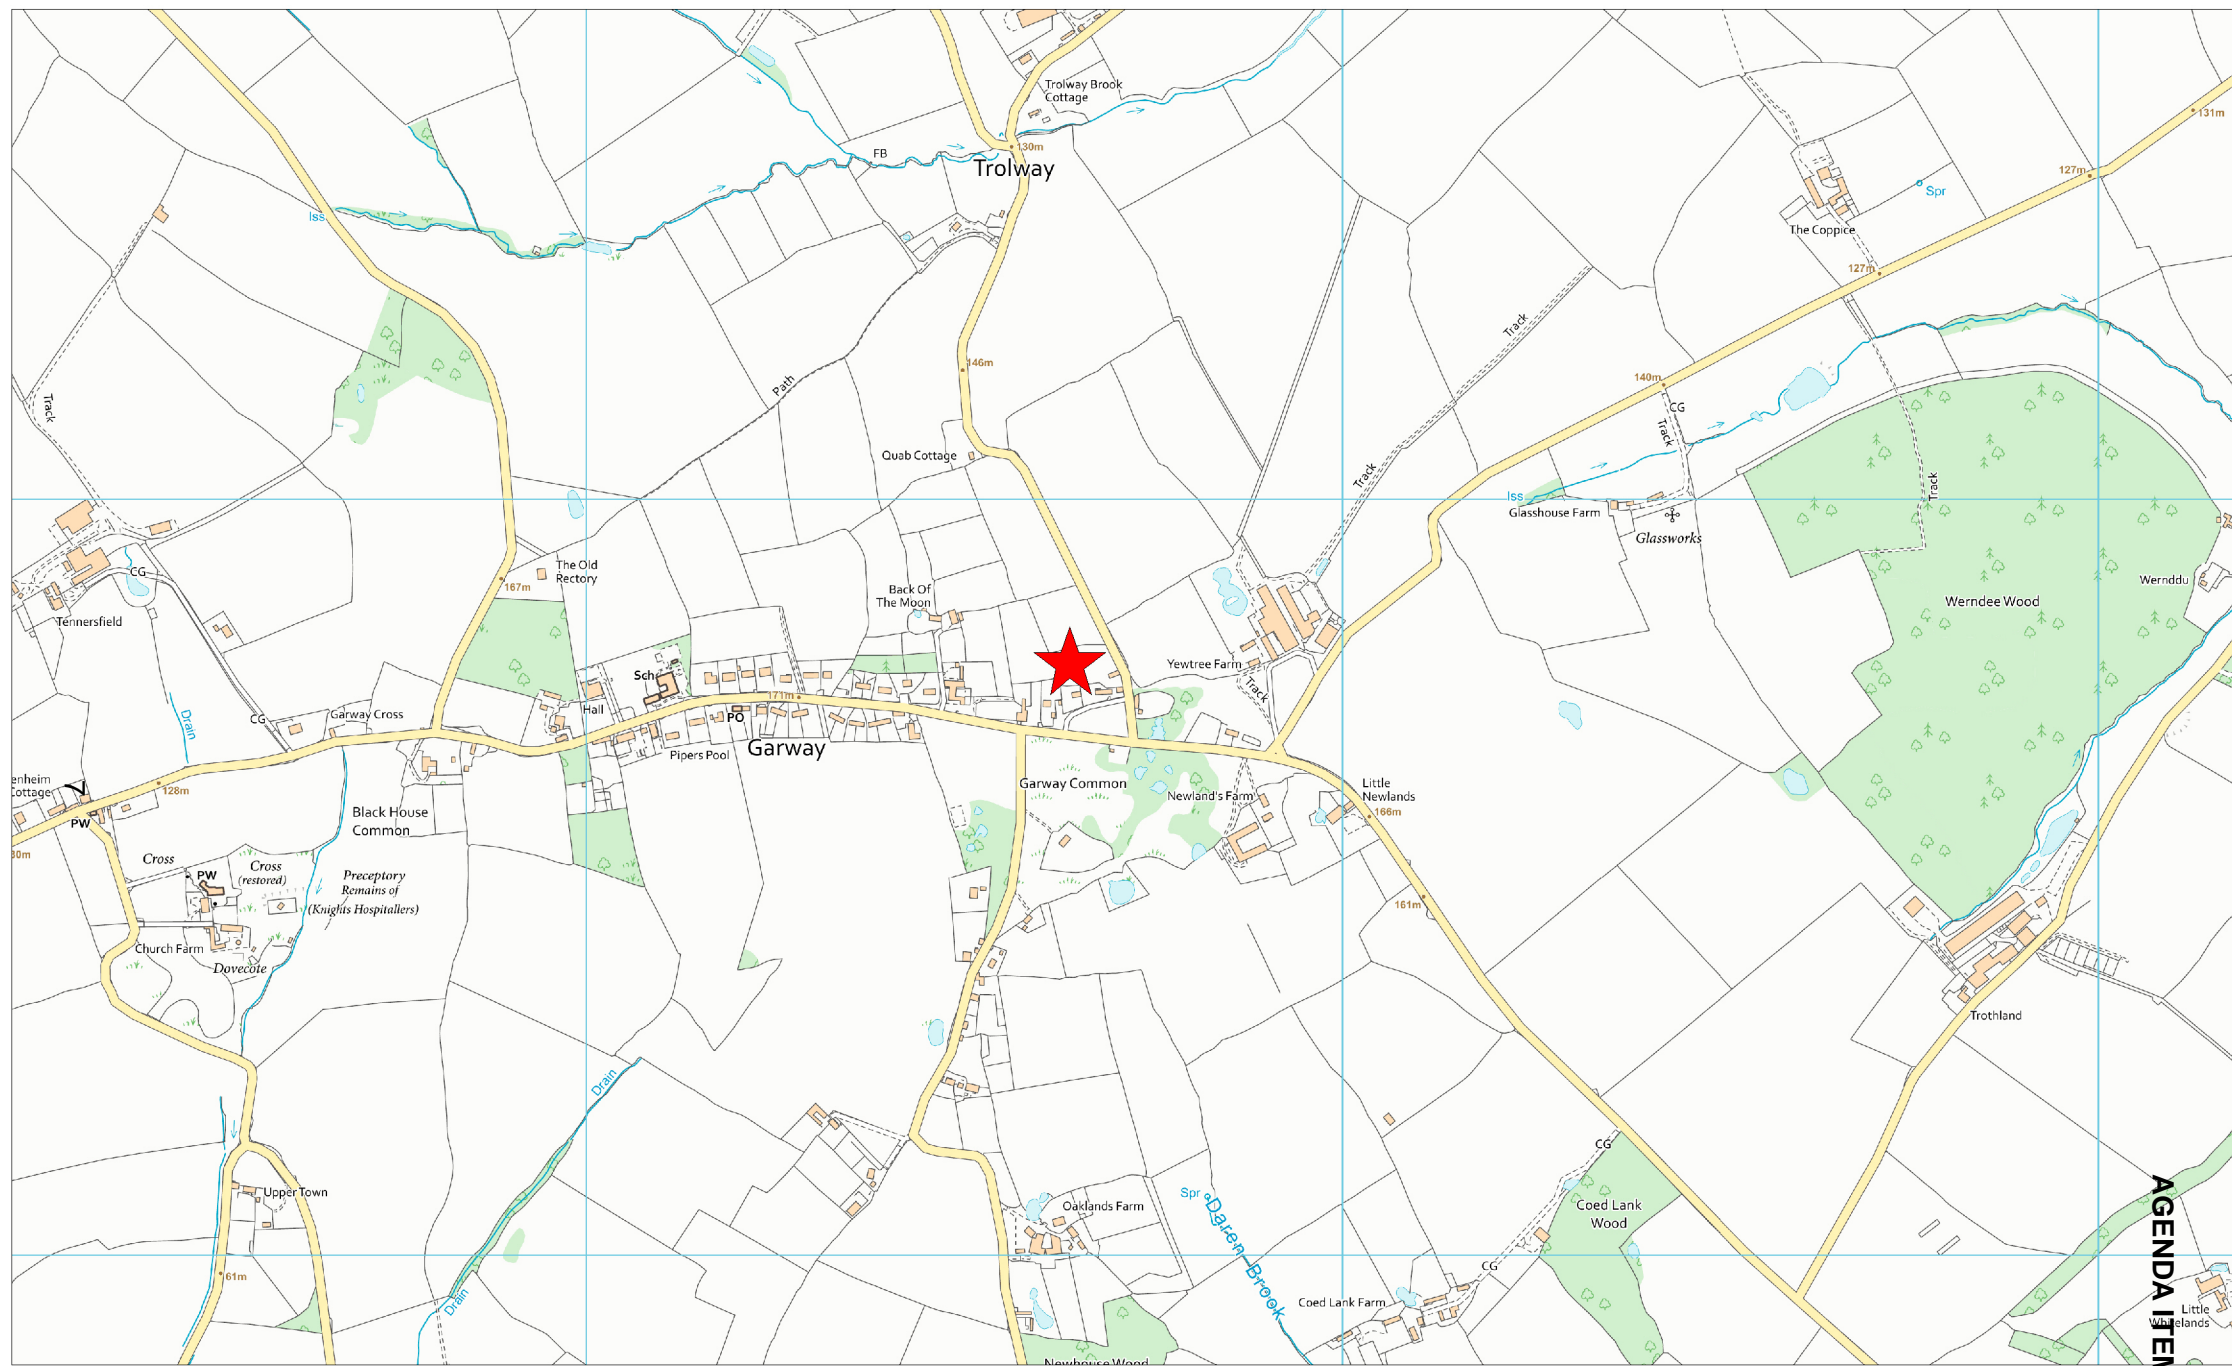 Trolway Brook
Cottage
131m
FB
130m
Trolway
127m
Spr
Iss
The Coppice
127m
Track
146m
Path
140m
CG
Track
Track
Quab Cottage
Track
Track
Iss
Glasshouse Farm
Glassworks
CG
The Old
Rectory
167m
Back Of
The Moon
Wernddu
Werndee Wood
Tennersfield
Yewtree Farm
Sch
Track
171m
Hall
PO
Drain
CG
Garway Cross
Pipers Pool
Garway
Garway Common
Newland's Farm
Little
Newlands
166m
enheim
Cottage
128m
PW
30m
Black House
Common
Cross
PW
Cross
(restored)
Preceptory
Remains of
(Knights Hospitallers)
161m
Church Farm
Dovecote
Trothland
Drain
CG
Upper Town
Spr
Daren Brook
Oaklands Farm
Coed Lank
Wood
61m
Drain
CG
Coed Lank Farm
Little
Whitelands
Newhouse Wood
AGENDA ITEM
7